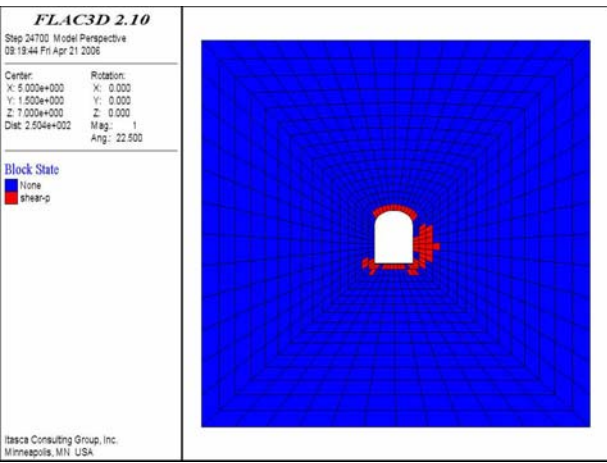 FLAC3D 2.10
Step 24700 Model Perspective
09:19:44 Fri Apr 21 2006
Center: Rotation:
X: 5.000e+000 X: 0.000
Y: 1.500e+000 Y: 0.000
Z: 7.000e+000 Z: 0.000
Dist: 2.504e+002 Mag.: 1
Ang.: 22.500
Block State
None
shear-p
Itasca Consulting Group, Inc.
Minneapolis, MN USA